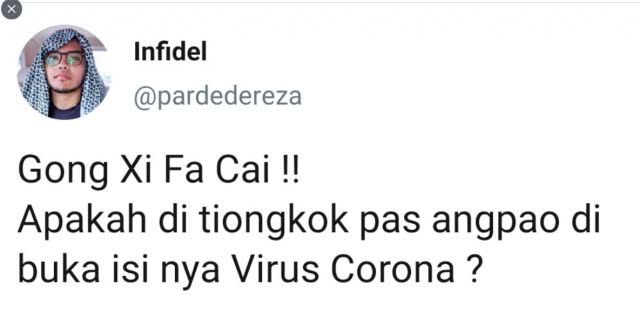 Infidel
@pardedereza
Gong Xi Fa Cai !!
Apakah di tiongkok pas angpao di
buka isi nya Virus Corona ?